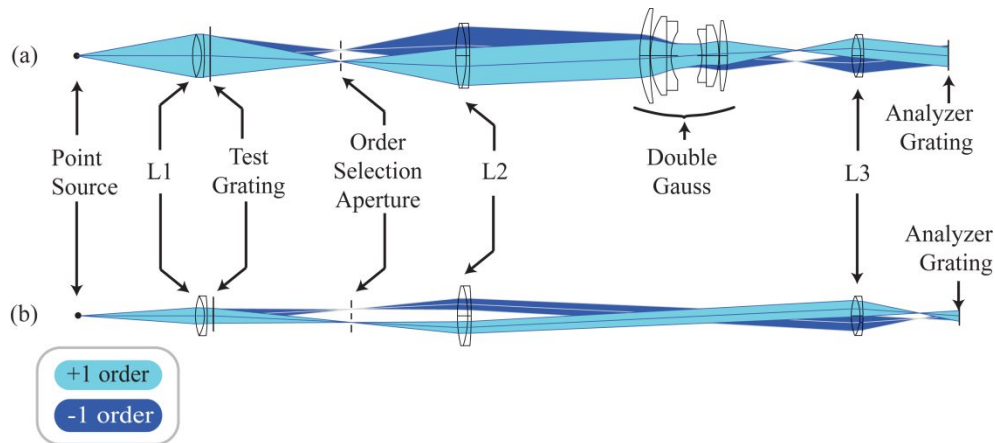 (a)
Point
Source
L1
Test
Grating
Order
Selection
Aperture
L2
Double
Gauss
L3
Analyzer
Grating
Analyzer
Grating
(b)
+1 order
-1 order